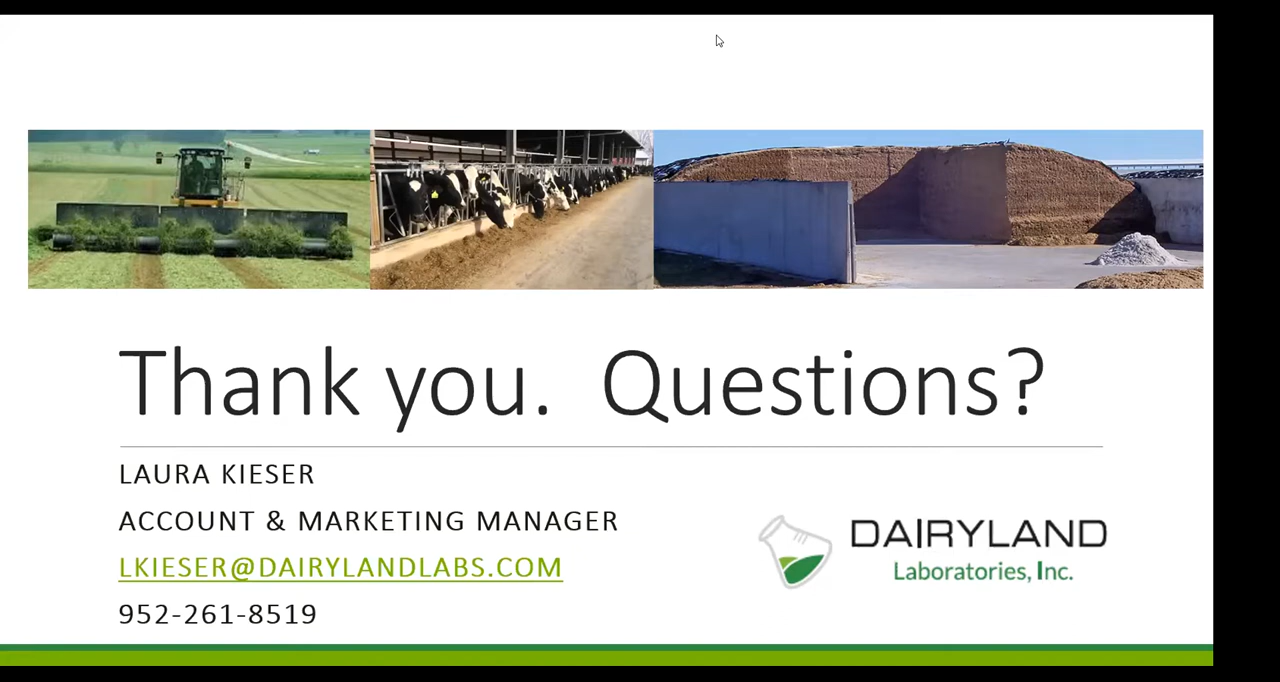 Thank you. Questions?
LAURA KIESER
ACCOUNT & MARKETING MANAGER
LKIESER@DAIRYLANDLABS.COM
952-261-8519
DAIRYLAND
Laboratories, Inc.